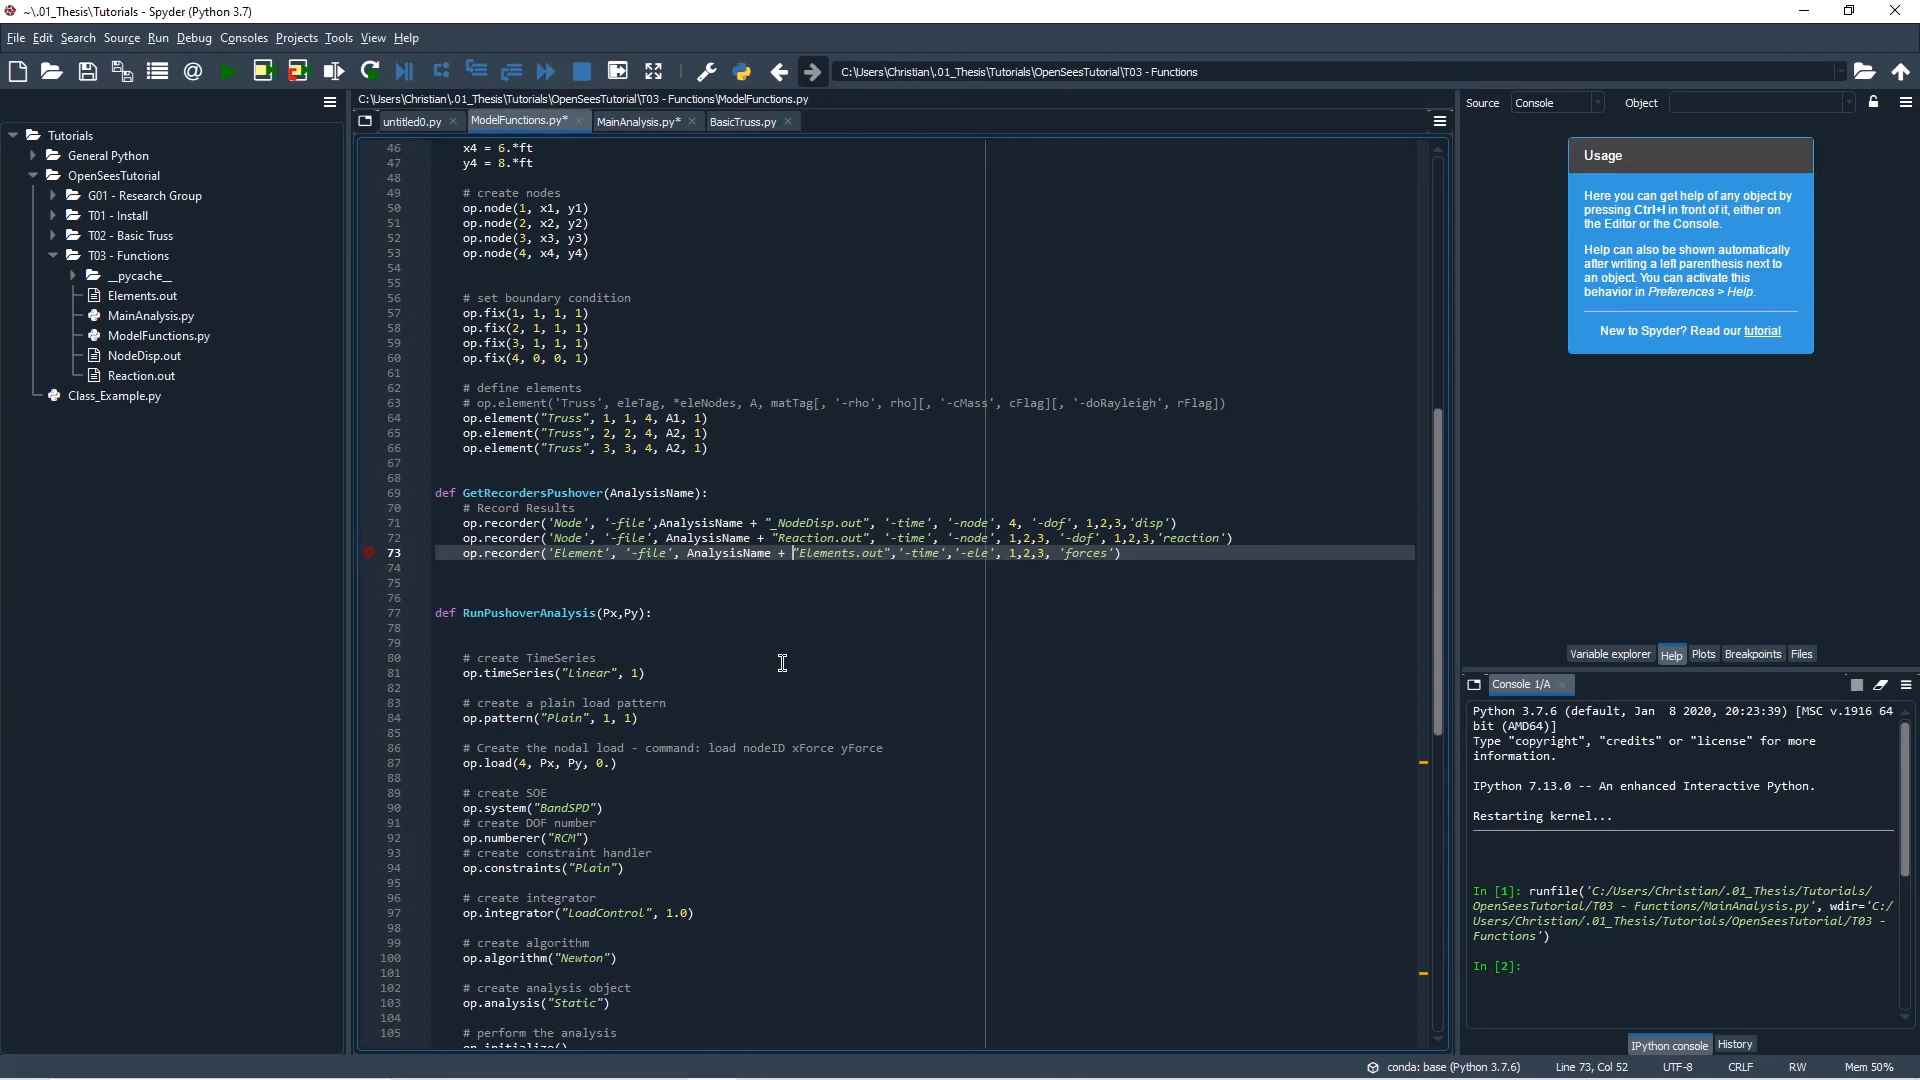 ~\.01_Thesis\Tutorials - Spyder (Python 3.7)
File Edit Search Source Run Debug Consoles Projects Tools View Help
C:\Users\Christian\.01_Thesis\Tutorials\OpenSeesTutorial\T03 - Functions
C:\Users\Christian\.01_Thesis\Tutorials\OpenSeesTutorial\T03 - Functions\ModelFunctions.py
untitled0.py ModelFunctions.py* MainAnalysis.py* BasicTruss.py
Tutorials
General Python
OpenSeesTutorial
G01 - Research Group
T01 - Install
T02 - Basic Truss
T03 - Functions
__pycache__
Elements.out
MainAnalysis.py
ModelFunctions.py
NodeDisp.out
Reaction.out
Class_Example.py
46 x4 = 6.*ft
47 y4 = 8.*ft
48
49 # create nodes
50 op.node(1, x1, y1)
51 op.node(2, x2, y2)
52 op.node(3, x3, y3)
53 op.node(4, x4, y4)
54
55
56 # set boundary condition
57 op.fix(1, 1, 1, 1)
58 op.fix(2, 1, 1, 1)
59 op.fix(3, 1, 1, 1)
60 op.fix(4, 0, 0, 1)
61
62 # define elements
63 # op.element('Truss', eleTag, *eleNodes, A, matTag[, '-rho', rho][, '-cMass', cFlag][, '-doRayleigh', rFlag])
64 op.element("Truss", 1, 1, 4, A1, 1)
65 op.element("Truss", 2, 2, 4, A2, 1)
66 op.element("Truss", 3, 3, 4, A2, 1)
67
68
69 def GetRecordersPushover(AnalysisName):
70 # Record Results
71 op.recorder('Node', '-file',AnalysisName + "_NodeDisp.out", '-time', '-node', 4, '-dof', 1,2,3,'disp')
72 op.recorder('Node', '-file', AnalysisName + "Reaction.out", '-time', '-node', 1,2,3, '-dof', 1,2,3,'reaction')
73 op.recorder('Element', '-file', AnalysisName + "Elements.out",'-time','-ele', 1,2,3, 'forces')
74
75
76
77 def RunPushoverAnalysis(Px,Py):
78
79
80 # create TimeSeries
81 op.timeSeries("Linear", 1)
82
83 # create a plain load pattern
84 op.pattern("Plain", 1, 1)
85
86 # Create the nodal load - command: load nodeID xForce yForce
87 op.load(4, Px, Py, 0.)
88
89 # create SOE
90 op.system("BandSPD")
91 # create DOF number
92 op.numberer("RCM")
93 # create constraint handler
94 op.constraints("Plain")
95
96 # create integrator
97 op.integrator("LoadControl", 1.0)
98
99 # create algorithm
100 op.algorithm("Newton")
101
102 # create analysis object
103 op.analysis("Static")
104
105 # perform the analysis
op.initialize()
Source Console Object
Usage
Here you can get help of any object by
pressing Ctrl+I in front of it, either on
the Editor or the Console.
Help can also be shown automatically
after writing a left parenthesis next to
an object. You can activate this
behavior in Preferences > Help.
New to Spyder? Read our tutorial
Variable explorer Help Plots Breakpoints Files
Console 1/A
Python 3.7.6 (default, Jan 8 2020, 20:23:39) [MSC v.1916 64
bit (AMD64)]
Type "copyright", "credits" or "license" for more
information.
IPython 7.13.0 -- An enhanced Interactive Python.
Restarting kernel...
In [1]: runfile('C:/Users/Christian/.01_Thesis/Tutorials/
OpenSeesTutorial/T03 - Functions/MainAnalysis.py', wdir='C:/
Users/Christian/.01_Thesis/Tutorials/OpenSeesTutorial/T03 -
Functions')
In [2]:
IPython console History
conda: base (Python 3.7.6) Line 73, Col 52 UTF-8 CRLF RW Mem 50%